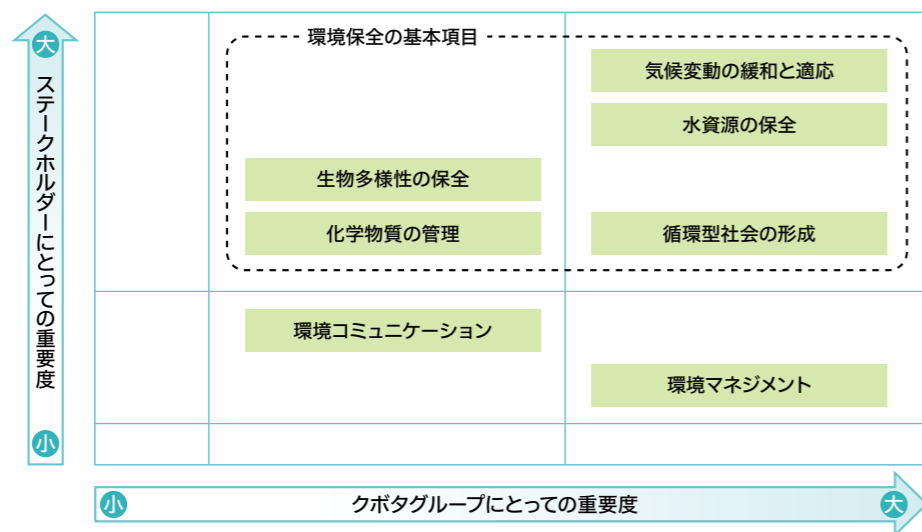 大
ステークホルダーにとっての重要度
小
環境保全の基本項目
気候変動の緩和と適応
水資源の保全
生物多様性の保全
化学物質の管理
循環型社会の形成
環境コミュニケーション
環境マネジメント
小
クボタグループにとっての重要度
大